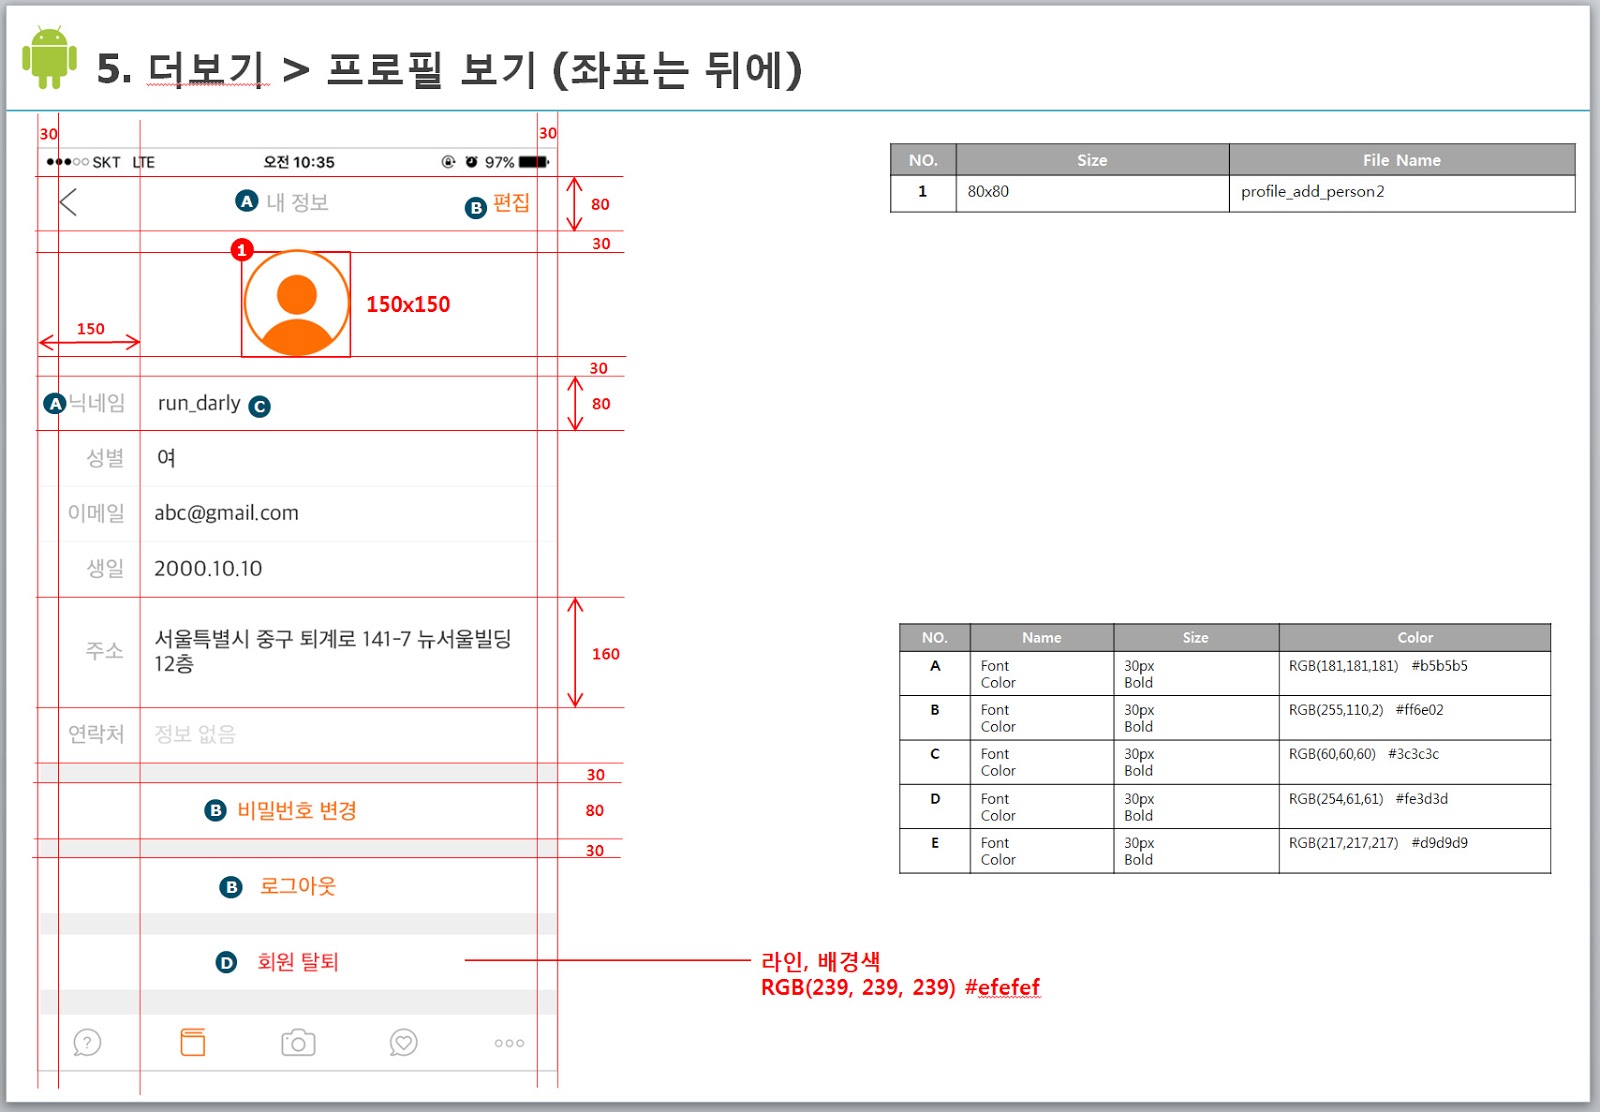 5. 더보기 > 프로필 보기 (좌표는 뒤에)
30
30
SKT LTE 오전 10:35 97%
A 내 정보
B 편집
80
30
1
150x150
150
30
A 닉네임 run_darly C
80
성별 여
이메일 abc@gmail.com
생일 2000.10.10
주소 서울특별시 중구 퇴계로 141-7 뉴서울빌딩
12층
160
연락처 정보 없음
30
B 비밀번호 변경
80
30
B 로그아웃
D 회원 탈퇴
라인, 배경색
RGB(239, 239, 239) #efefef
?
NO. Size File Name
1 80x80 profile_add_person2
NO. Name Size Color
A Font 30px RGB(181,181,181) #b5b5b5
Color Bold
B Font 30px RGB(255,110,2) #ff6e02
Color Bold
C Font 30px RGB(60,60,60) #3c3c3c
Color Bold
D Font 30px RGB(254,61,61) #fe3d3d
Color Bold
E Font 30px RGB(217,217,217) #d9d9d9
Color Bold